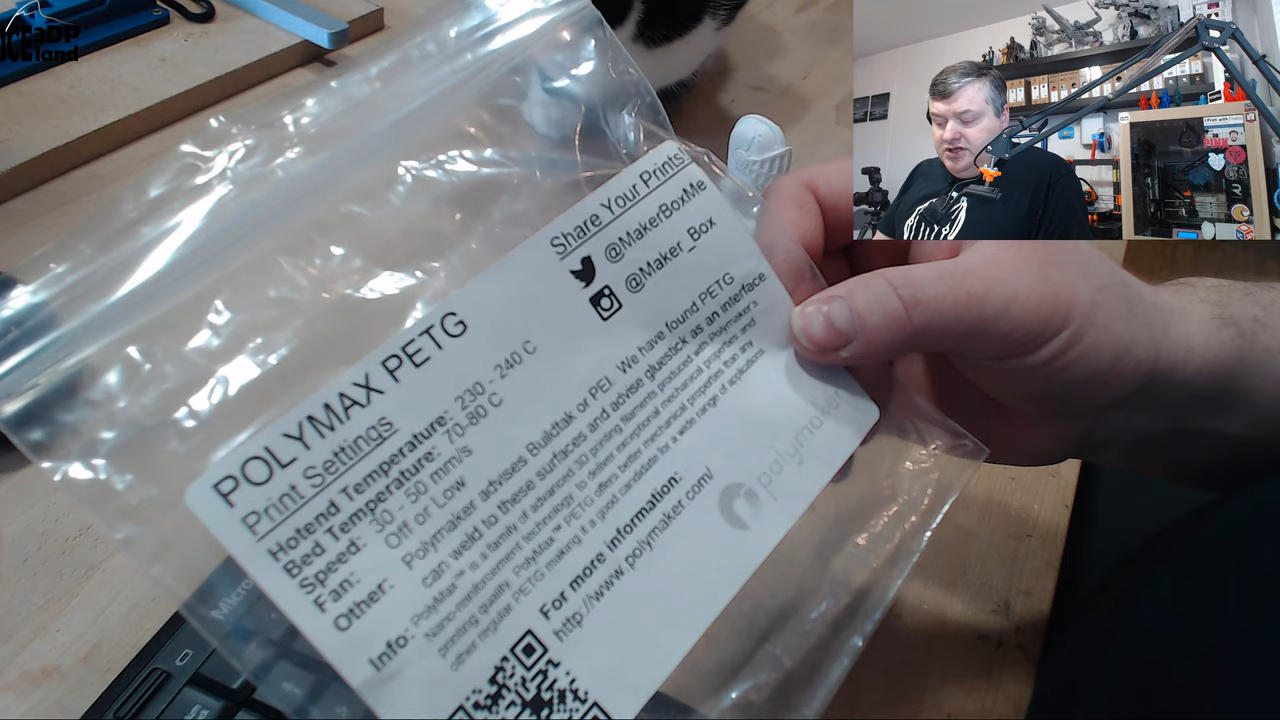 ICE 3DP
land
Share Your Prints!
@MakerBoxMe
@Maker_Box
POLYMAX PETG
Print Settings
Hotend Temperature: 230 - 240 C
Bed Temperature: 70-80 C
Speed: 30 - 50 mm/s
Fan: Off or Low
Other: Polymaker advises Buildtak or PEI. We have found PETG
can weld to these surfaces and advise gluestick as an interface
Info: PolyMax™ is a family of advanced 3D printing filaments produced with Polymaker's
Nano-reinforcement technology, to deliver exceptional mechanical properties and
printing quality. PolyMax™ PETG offers better mechanical properties than any
other regular PETG making if a good candidate for a wide range of applications.
For more information:
http://www.polymaker.com/
polymaker
Micro